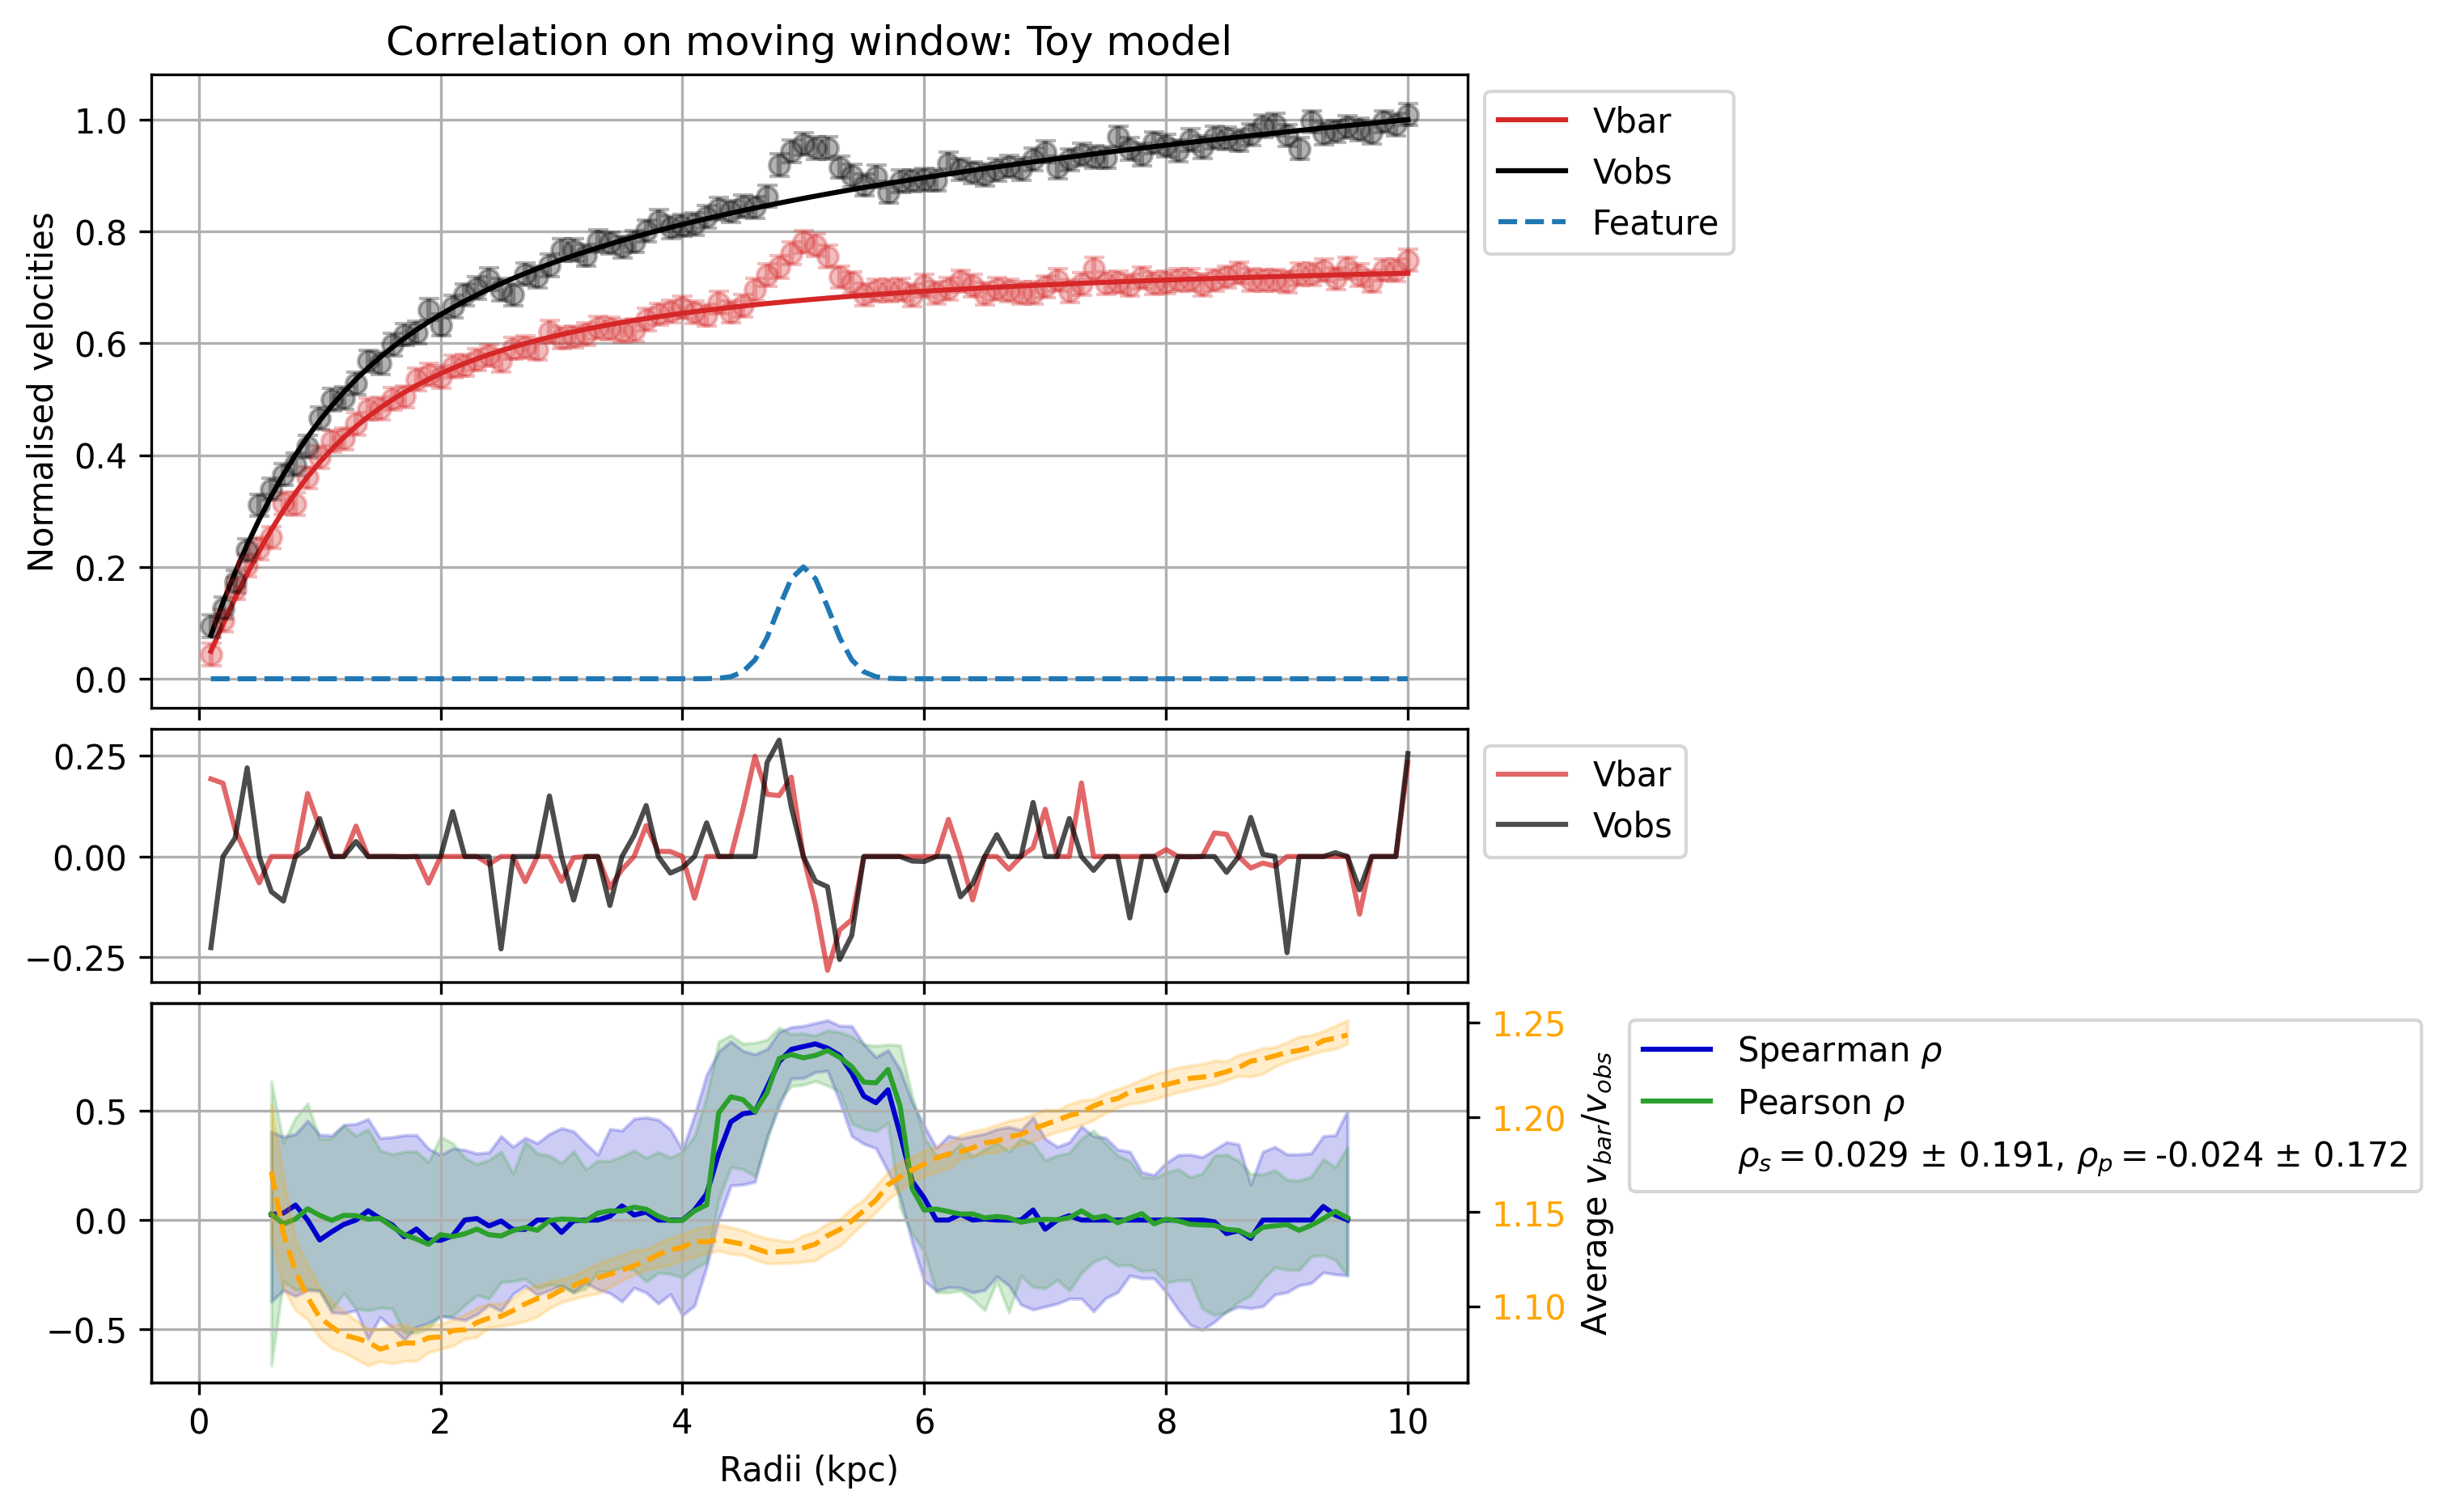 Correlation on moving window: Toy model
Normalised velocities
1.0
0.8
0.6
0.4
0.2
0.0
Vbar
Vobs
Feature
0.25
0.00
−0.25
Vbar
Vobs
0.5
0.0
−0.5
1.25
1.20
1.15
1.10
Average v_bar/v_obs
Spearman ρ
Pearson ρ
ρ_s = 0.029 ± 0.191, ρ_p = -0.024 ± 0.172
0 2 4 6 8 10
Radii (kpc)